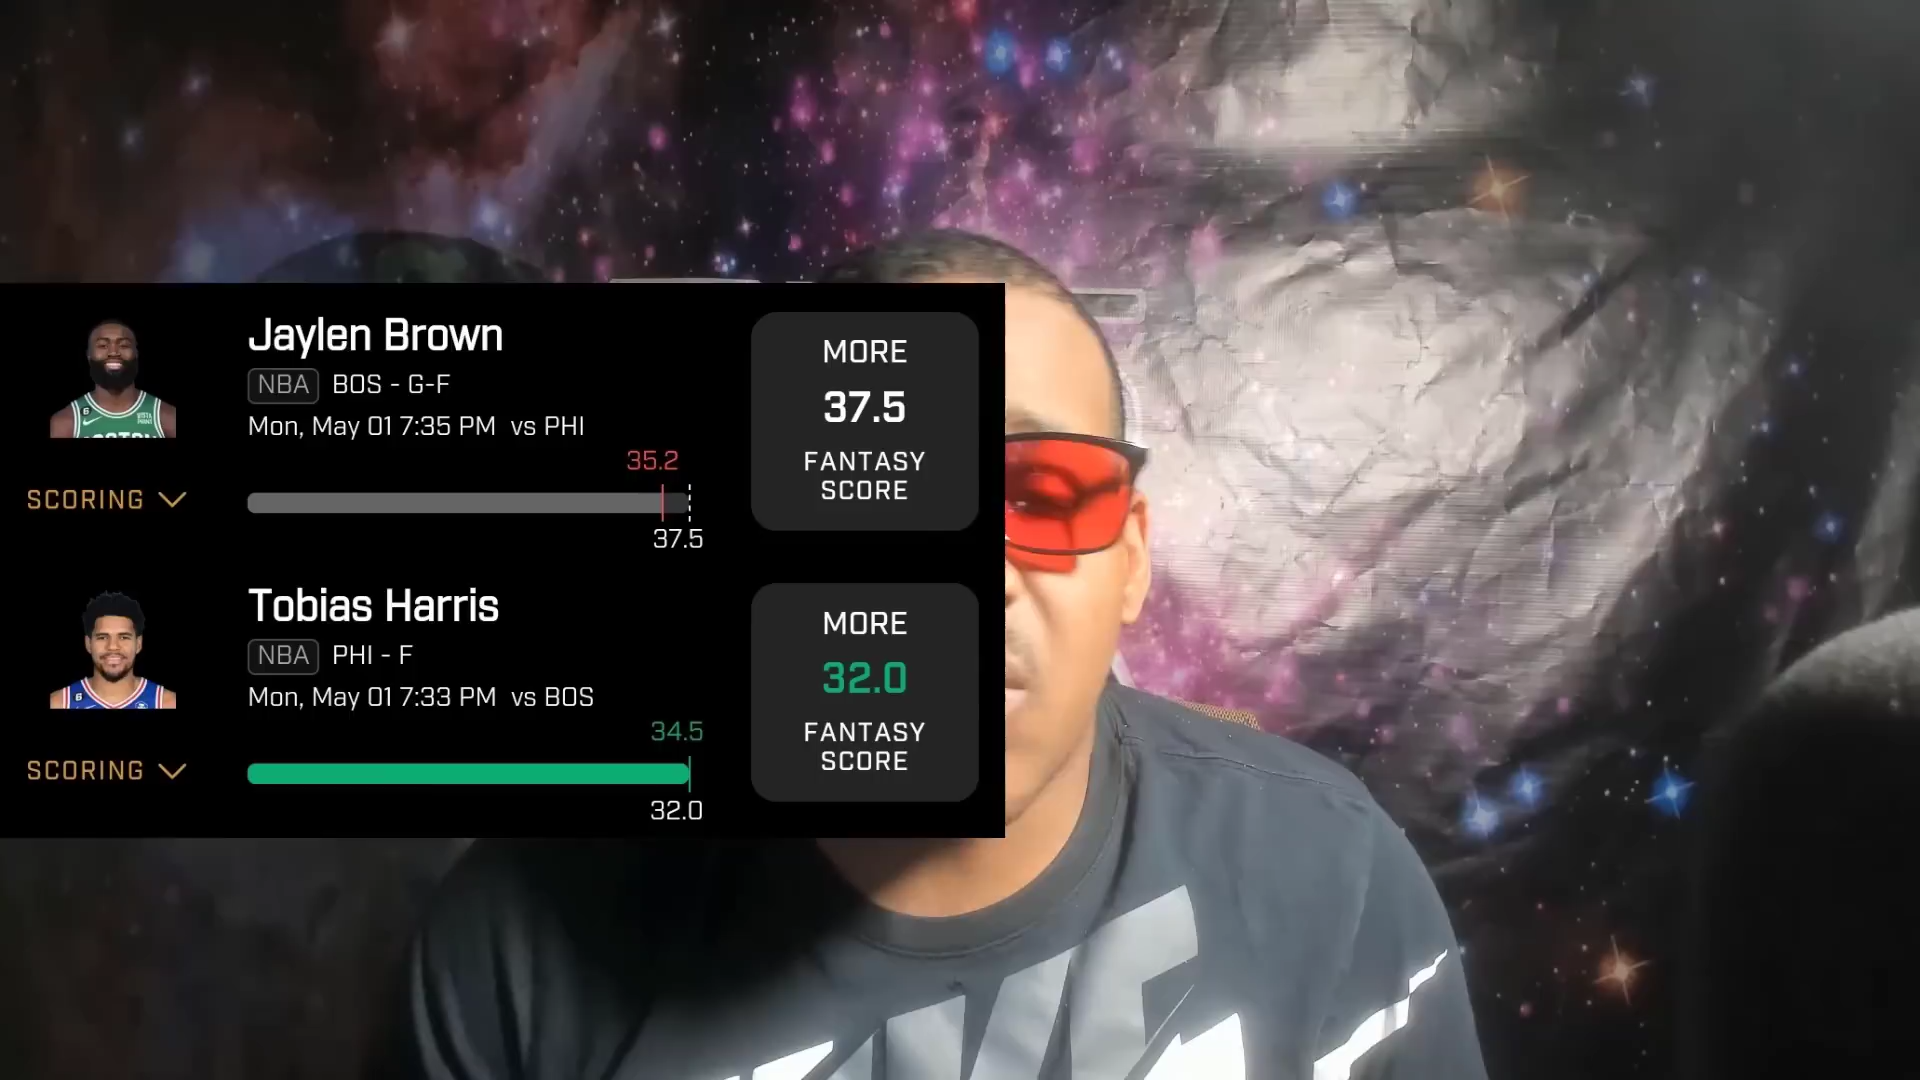 Jaylen Brown
NBA BOS - G-F
Mon, May 01 7:35 PM vs PHI
35.2
SCORING
37.5
MORE
37.5
FANTASY
SCORE
Tobias Harris
NBA PHI - F
Mon, May 01 7:33 PM vs BOS
34.5
SCORING
32.0
MORE
32.0
FANTASY
SCORE